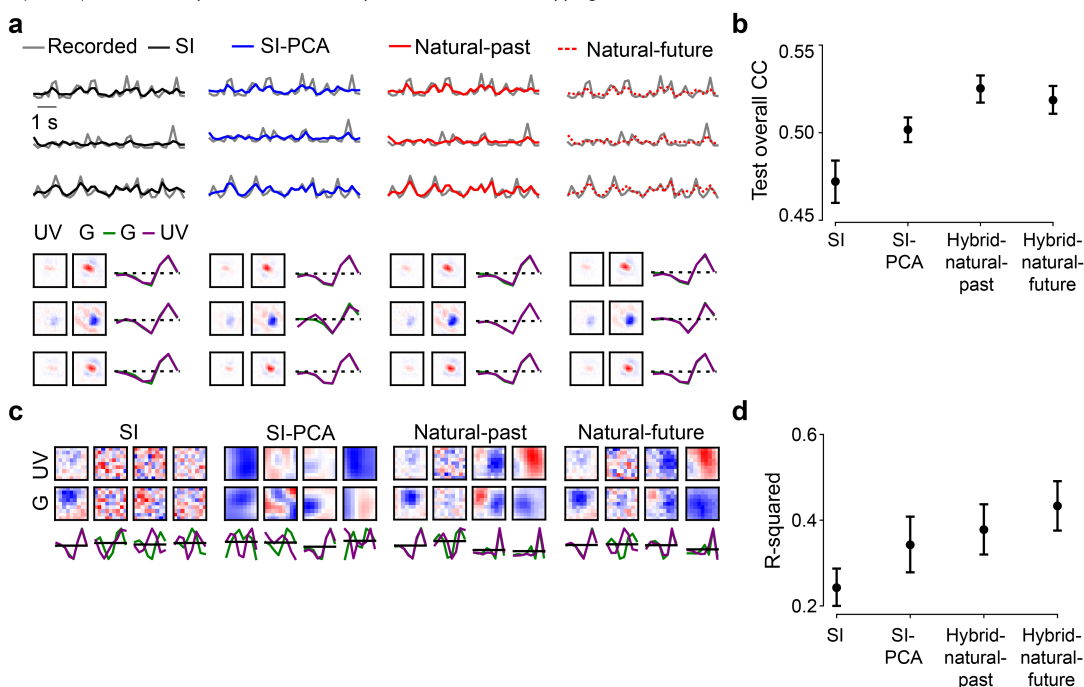 a
Recorded SI SI-PCA Natural-past Natural-future
1 s
UV G G UV
b
Test overall CC
0.55
0.50
0.45
SI
SI-
PCA
Hybrid-
natural-
past
Hybrid-
natural-
future
c
SI SI-PCA Natural-past Natural-future
UV
G
d
R-squared
0.6
0.4
0.2
SI
SI-
PCA
Hybrid-
natural-
past
Hybrid-
natural-
future